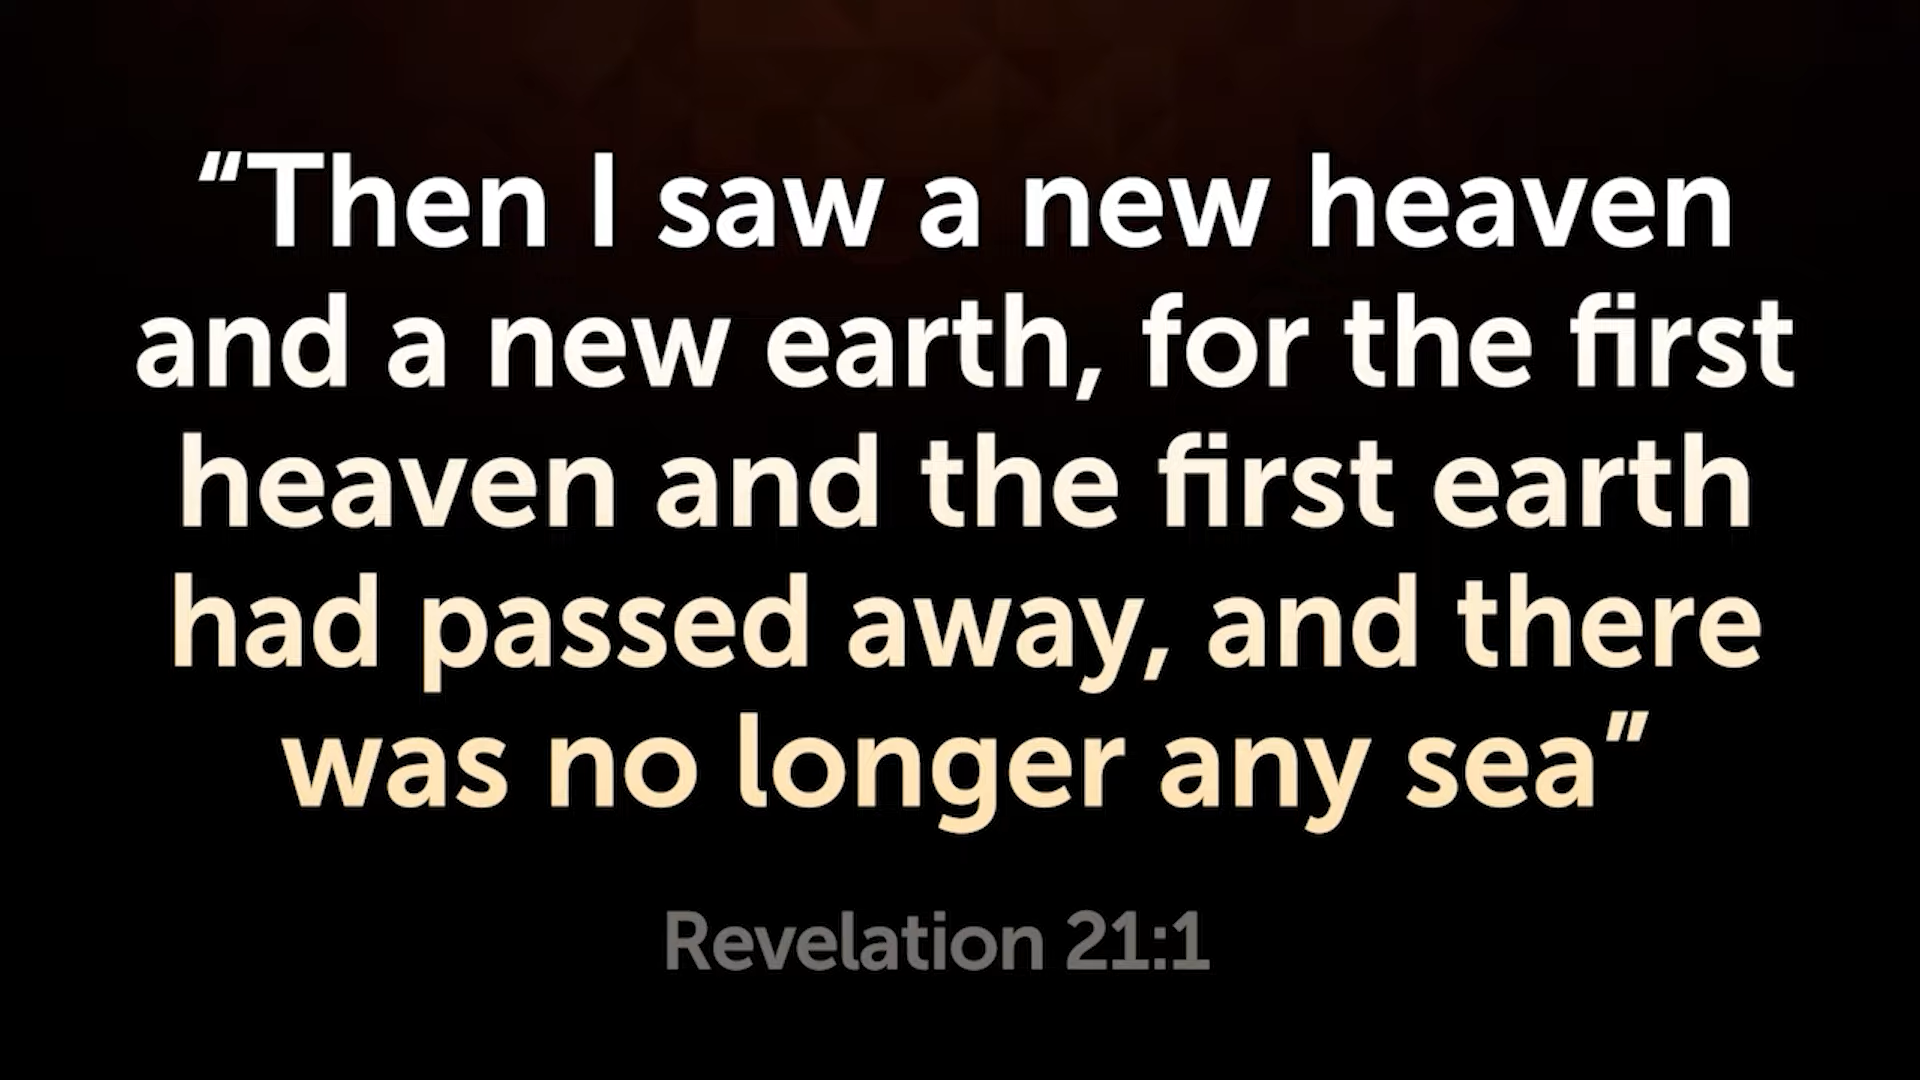 “Then I saw a new heaven
and a new earth, for the first
heaven and the first earth
had passed away, and there
was no longer any sea”
Revelation 21:1